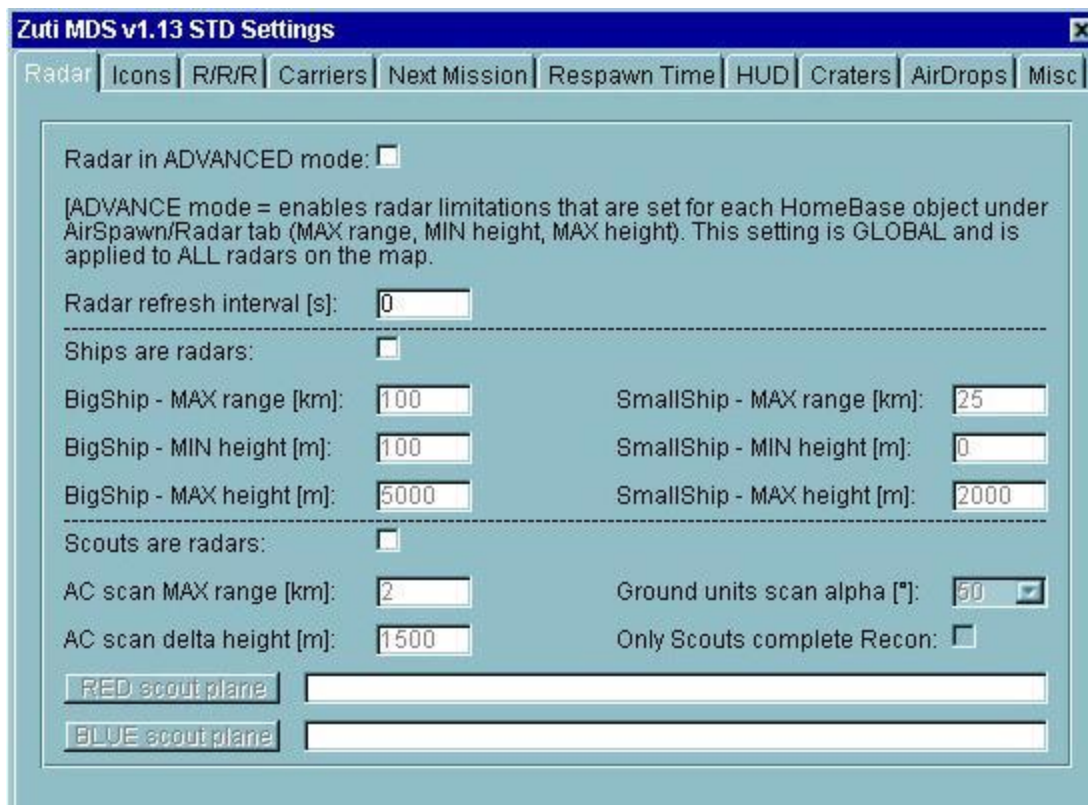 Zuti MDS v1.13 STD Settings
Radar Icons R/R/R Carriers Next Mission Respawn Time HUD Craters AirDrops Misc
Radar in ADVANCED mode:
[ADVANCE mode = enables radar limitations that are set for each HomeBase object under
AirSpawn/Radar tab (MAX range, MIN height, MAX height). This setting is GLOBAL and is
applied to ALL radars on the map.
Radar refresh interval [s]: 0
Ships are radars:
BigShip - MAX range [km]: 100 SmallShip - MAX range [km]: 25
BigShip - MIN height [m]: 100 SmallShip - MIN height [m]: 0
BigShip - MAX height [m]: 5000 SmallShip - MAX height [m]: 2000
Scouts are radars:
AC scan MAX range [km]: 2 Ground units scan alpha [°]: 50
AC scan delta height [m]: 1500 Only Scouts complete Recon:
RED scout plane
BLUE scout plane